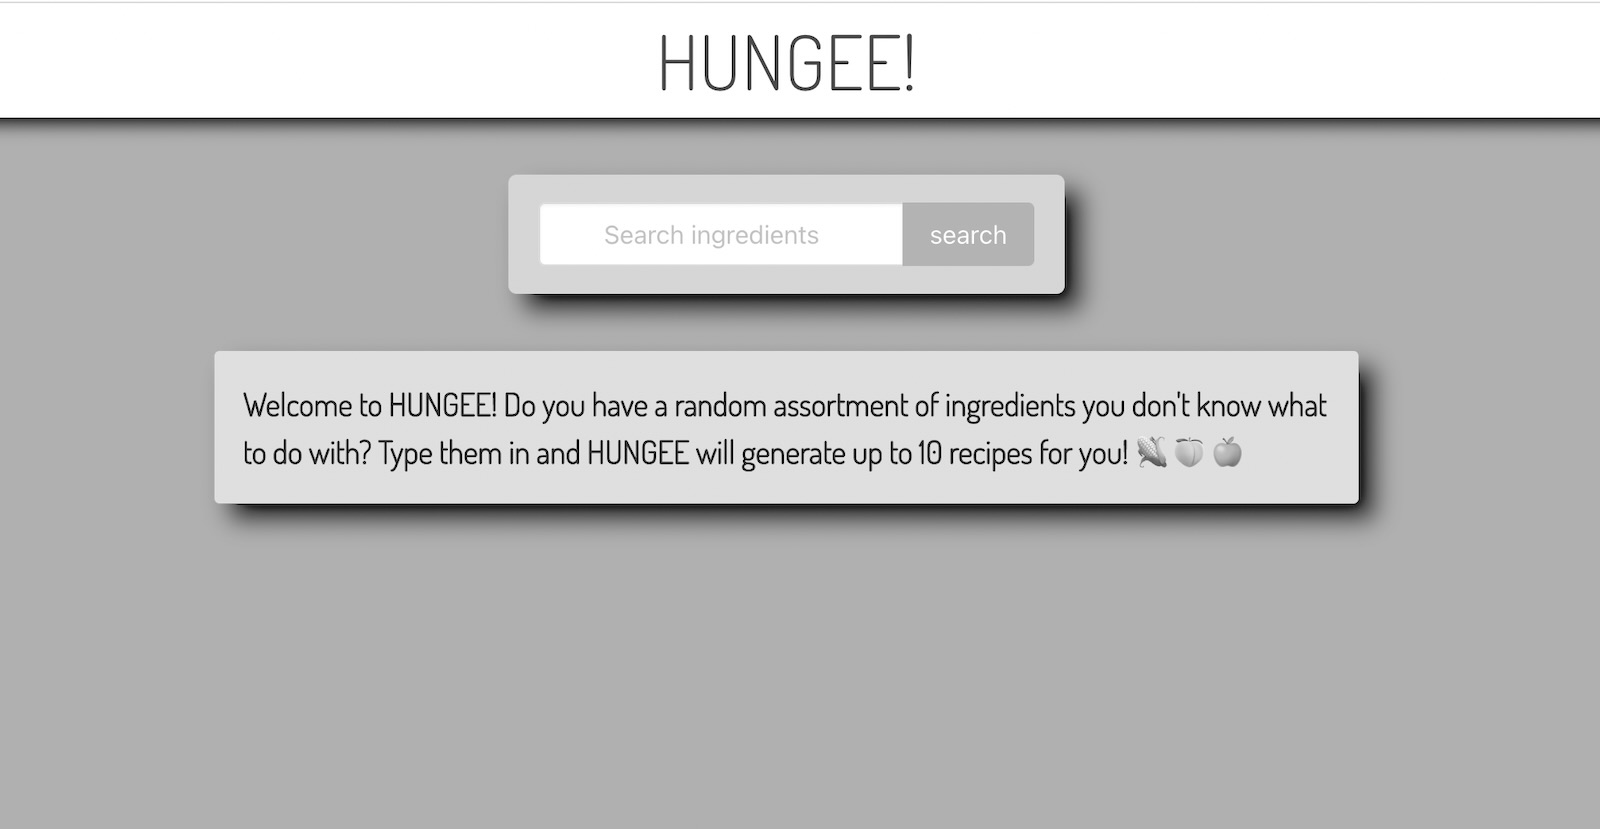 HUNGEE!
Search ingredients
search
Welcome to HUNGEE! Do you have a random assortment of ingredients you don't know what
to do with? Type them in and HUNGEE will generate up to 10 recipes for you! 🌽 🍑 🍎